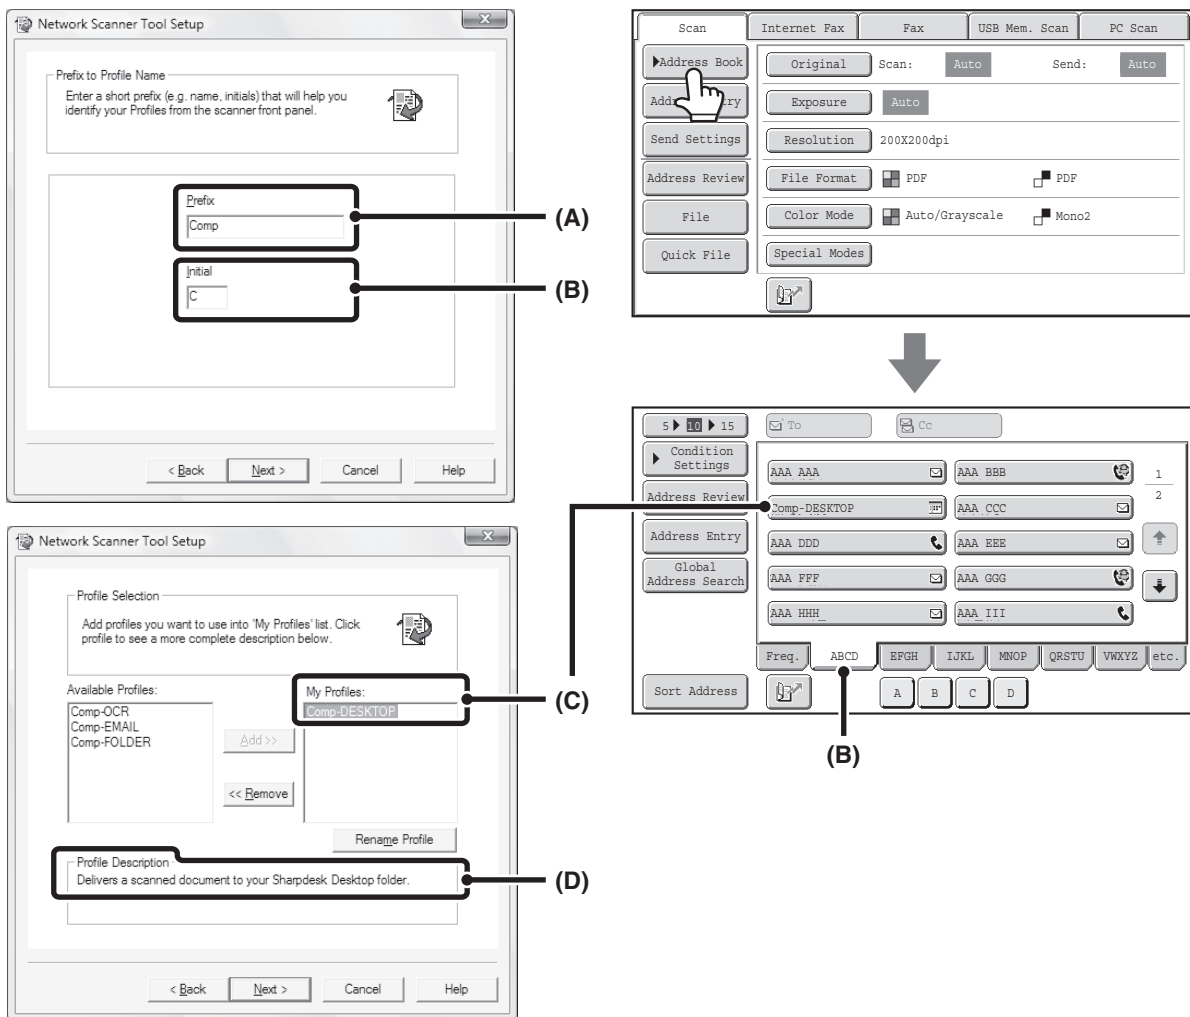 Network Scanner Tool Setup
X
Prefix to Profile Name
Enter a short prefix (e.g. name, initials) that will help you
identify your Profiles from the scanner front panel.
Prefix
Comp
(A)
Initial
C
(B)
< Back Next > Cancel Help
Network Scanner Tool Setup
X
Profile Selection
Add profiles you want to use into 'My Profiles' list. Click
profile to see a more complete description below.
Available Profiles: My Profiles:
Comp-OCR Comp-DESKTOP
Comp-EMAIL
Comp-FOLDER
Add >>
(C)
<< Remove
Rename Profile
Profile Description
Delivers a scanned document to your Sharpdesk Desktop folder.
(D)
< Back Next > Cancel Help
Scan Internet Fax Fax USB Mem. Scan PC Scan
Address Book Original Scan: Auto Send: Auto
Exposure Auto
Send Settings Resolution 200X200dpi
Address Review File Format PDF PDF
File Color Mode Auto/Grayscale Mono2
Quick File Special Modes
5 10 15 To Cc
Condition
Settings
AAA AAA AAA BBB 1
2
Address Review Comp-DESKTOP AAA CCC
Address Entry AAA DDD AAA EEE
Global
Address Search
AAA FFF AAA GGG
AAA HHH AAA III
Freq. ABCD EFGH IJKL MNOP QRSTU VWXYZ etc.
Sort Address A B C D
(B)